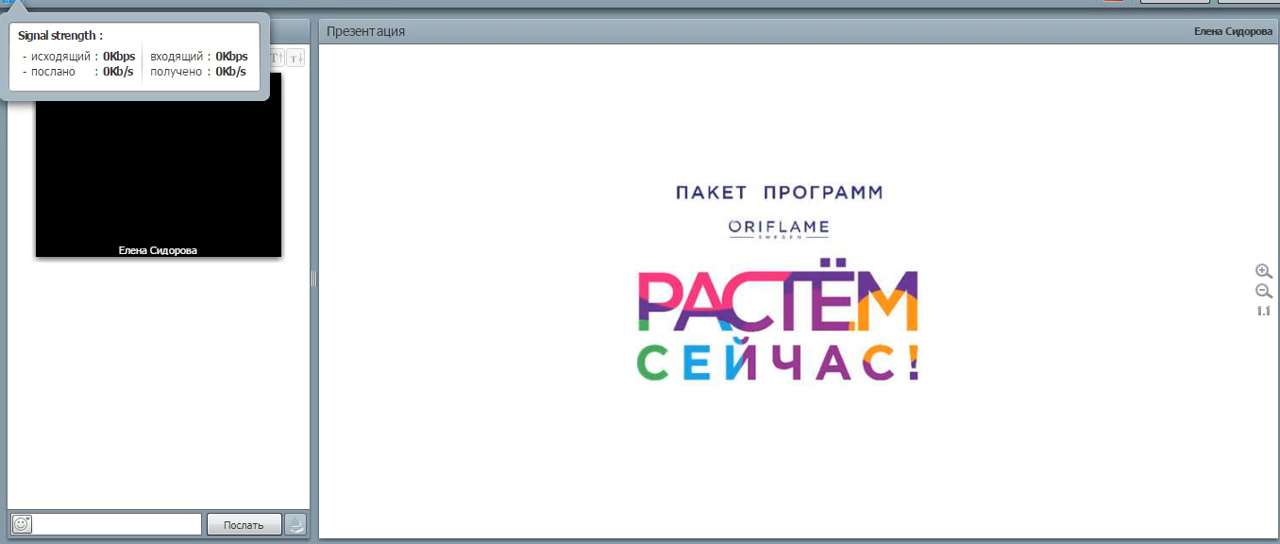 Signal strength :
- исходящий : 0Kbps входящий : 0Kbps
- послано : 0Kb/s получено : 0Kb/s
T↑ T↓
Елена Сидорова
Послать
Презентация
Елена Сидорова
ПАКЕТ ПРОГРАММ
ORIFLAME
SWEDEN
РАСТЁМ
СЕЙЧАС!
1.1